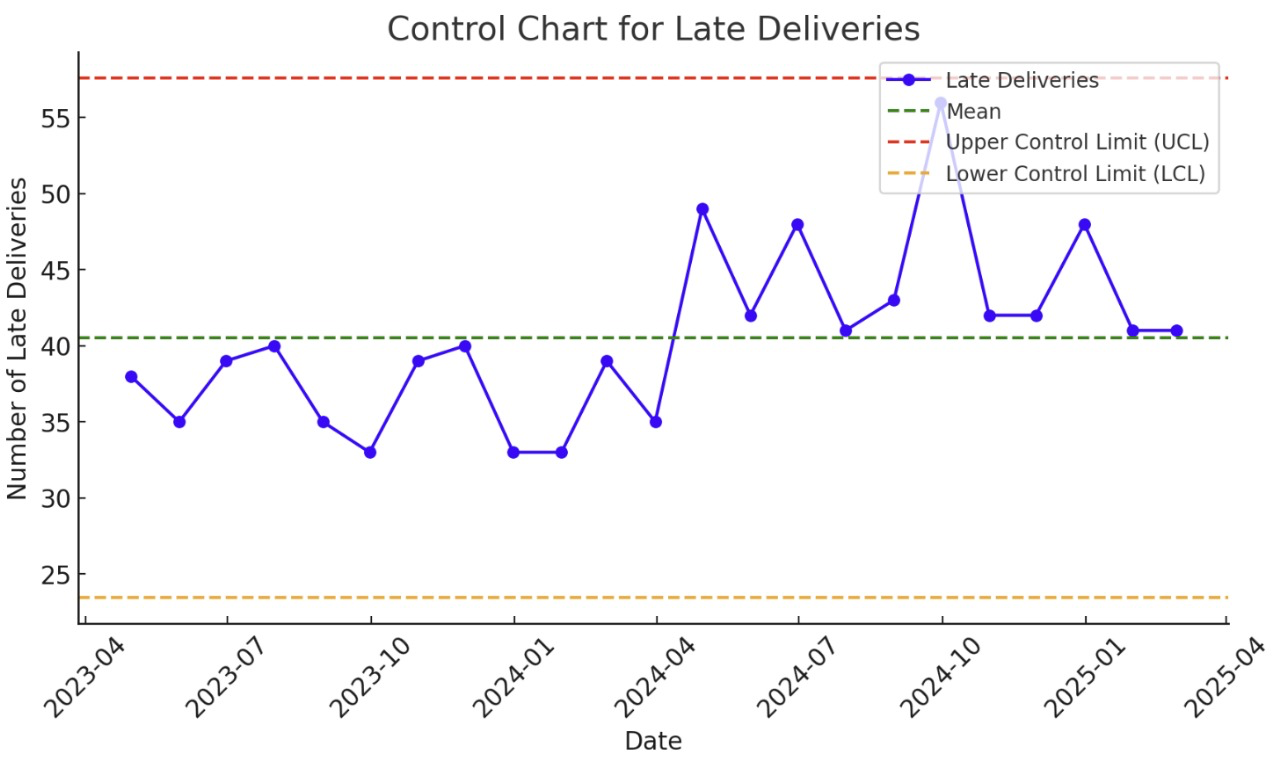 Control Chart for Late Deliveries
Late Deliveries
Mean
Upper Control Limit (UCL)
Lower Control Limit (LCL)
Number of Late Deliveries
55
50
45
40
35
30
25
2023-04
2023-07
2023-10
2024-01
2024-04
2024-07
2024-10
2025-01
2025-04
Date